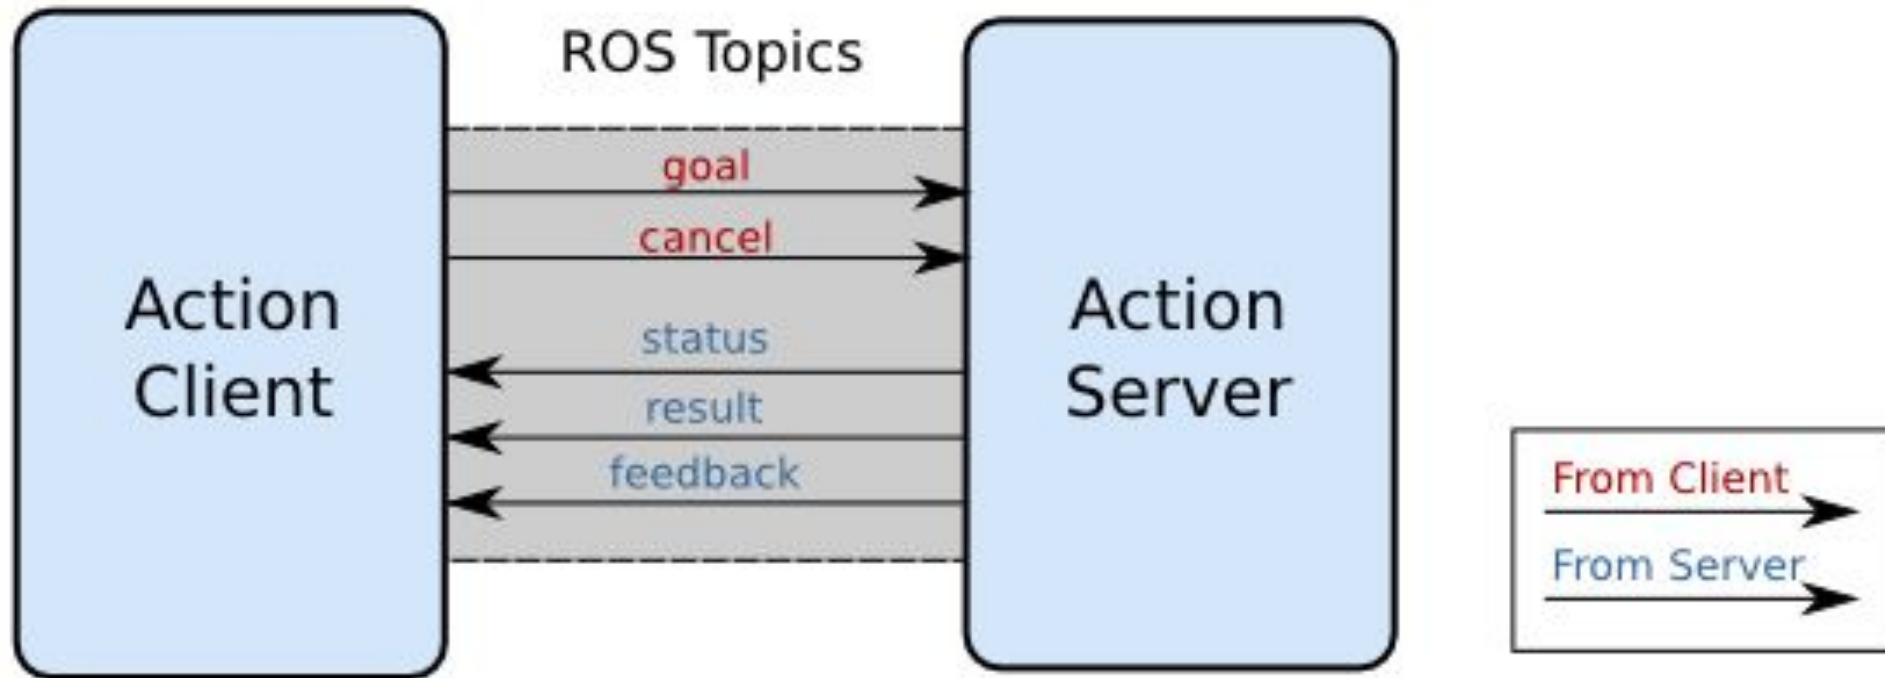 ROS Topics
goal
cancel
Action
Client
status
result
feedback
Action
Server
From Client
From Server